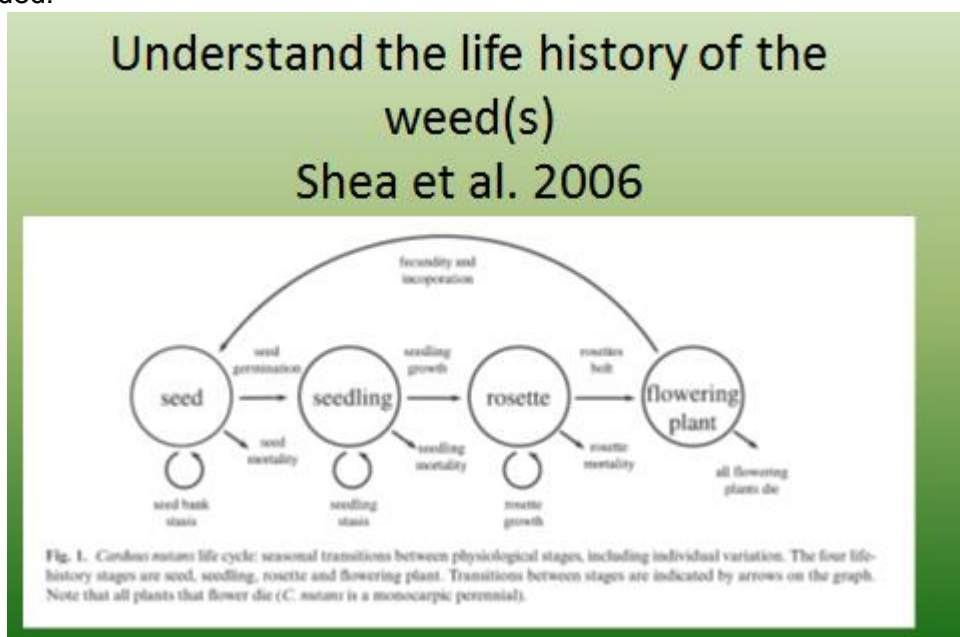 ded.
Understand the life history of the
weed(s)
Shea et al. 2006
fecundity and
incoporation
seed
germination
seedling
growth
rosettes
bolt
seed
seedling
rosette
flowering
plant
seed
mortality
seedling
mortality
rosette
mortality
all flowering
plants die
seed bank
stasis
seedling
stasis
rosette
growth
Fig. 1. Carduus nutans life cycle: seasonal transitions between physiological stages, including individual variation. The four life-
history stages are seed, seedling, rosette and flowering plant. Transitions between stages are indicated by arrows on the graph.
Note that all plants that flower die (C. nutans is a monocarpic perennial).